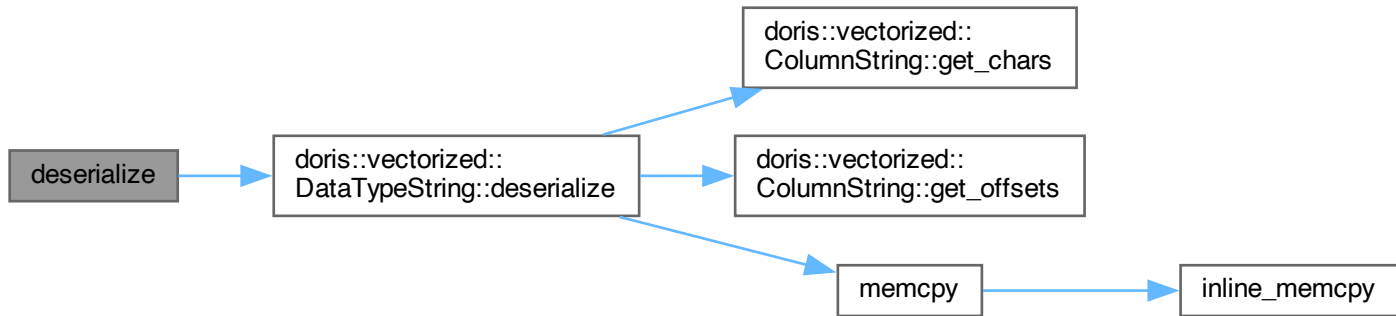 deserialize
doris::vectorized::
DataTypeString::deserialize
doris::vectorized::
ColumnString::get_chars
doris::vectorized::
ColumnString::get_offsets
memcpy
inline_memcpy